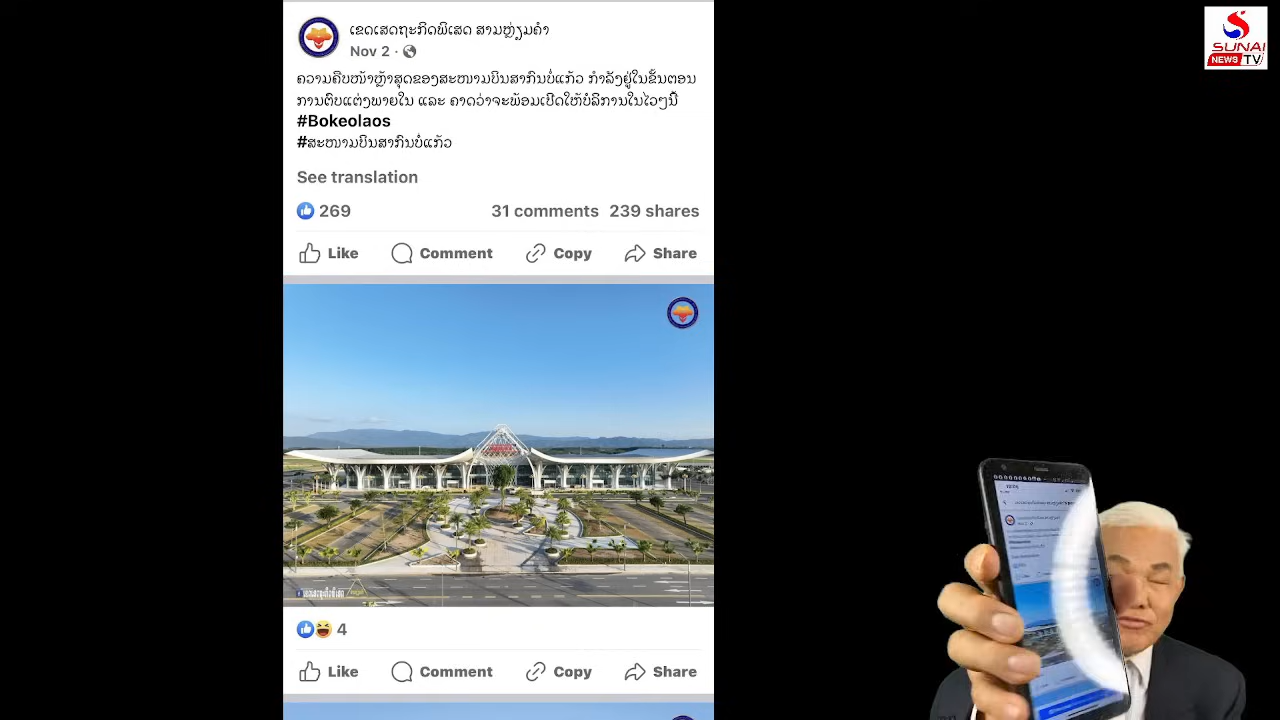 ເຂດເສດຖະກິດພິເສດ ສາມຫຼ່ຽມຄຳ
Nov 2 ·
ຄວາມຄືບໜ້າຫຼ້າສຸດຂອງສະໜາມບິນສາກົນບໍ່ແກ້ວ ກຳລັງຢູ່ໃນຂັ້ນຕອນ
ການຕົບແຕ່ງພາຍໃນ ແລະ ຄາດວ່າຈະພ້ອມເປີດໃຫ້ບໍລິການໃນໄວໆນີ້
#Bokeolaos
#ສະໜາມບິນສາກົນບໍ່ແກ້ວ
See translation
269 31 comments 239 shares
Like Comment Copy Share
4
Like Comment Copy Share
SUNAI
NEWS TV